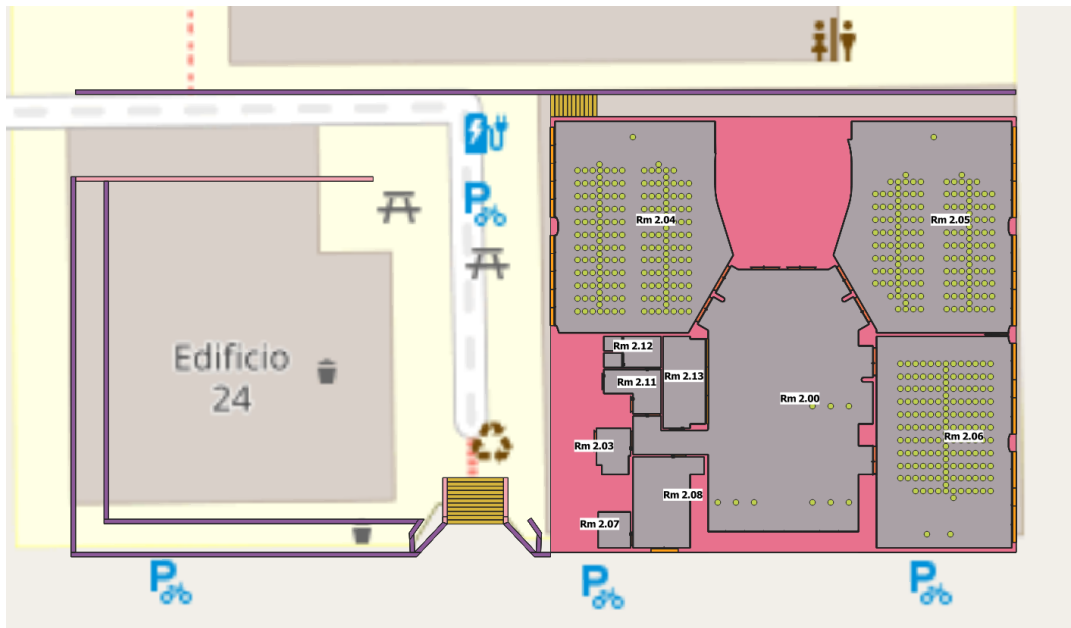 P
Rm 2.04
Rm 2.05
Edificio
24
Rm 2.12
Rm 2.11
Rm 2.13
Rm 2.00
Rm 2.03
Rm 2.06
Rm 2.08
Rm 2.07
P
P
P